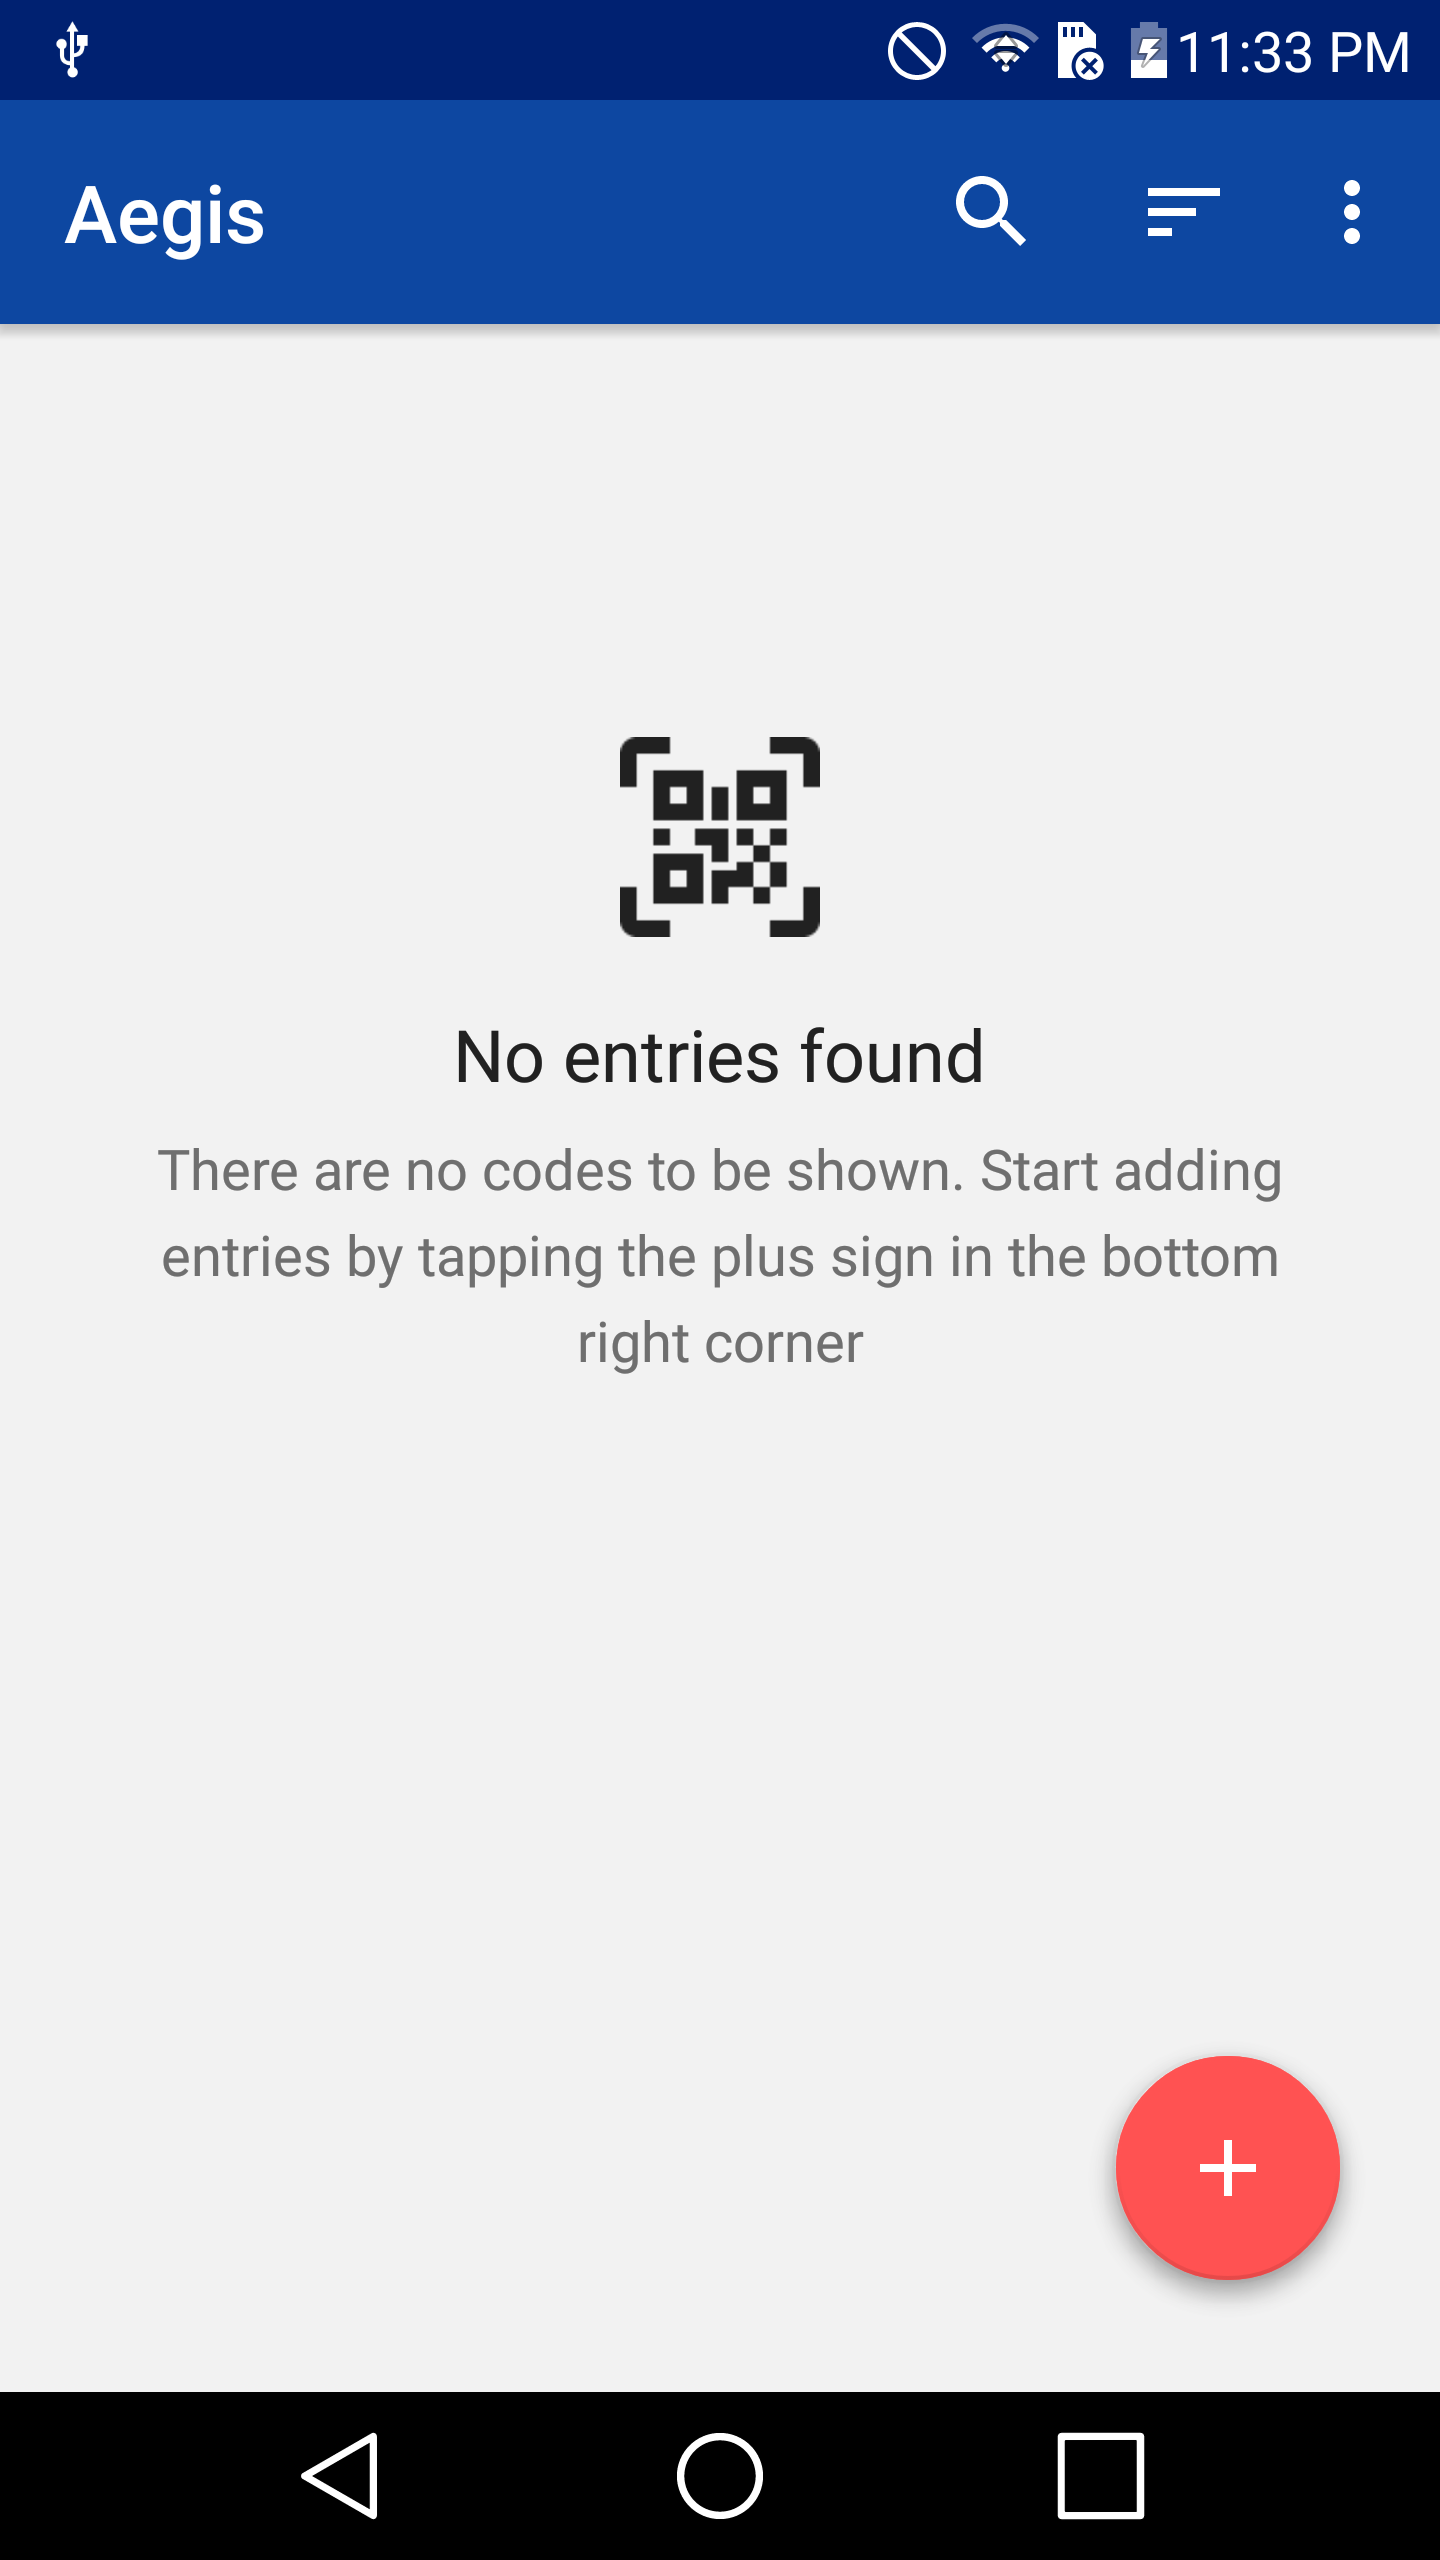 11:33 PM
Aegis
No entries found
There are no codes to be shown. Start adding
entries by tapping the plus sign in the bottom
right corner